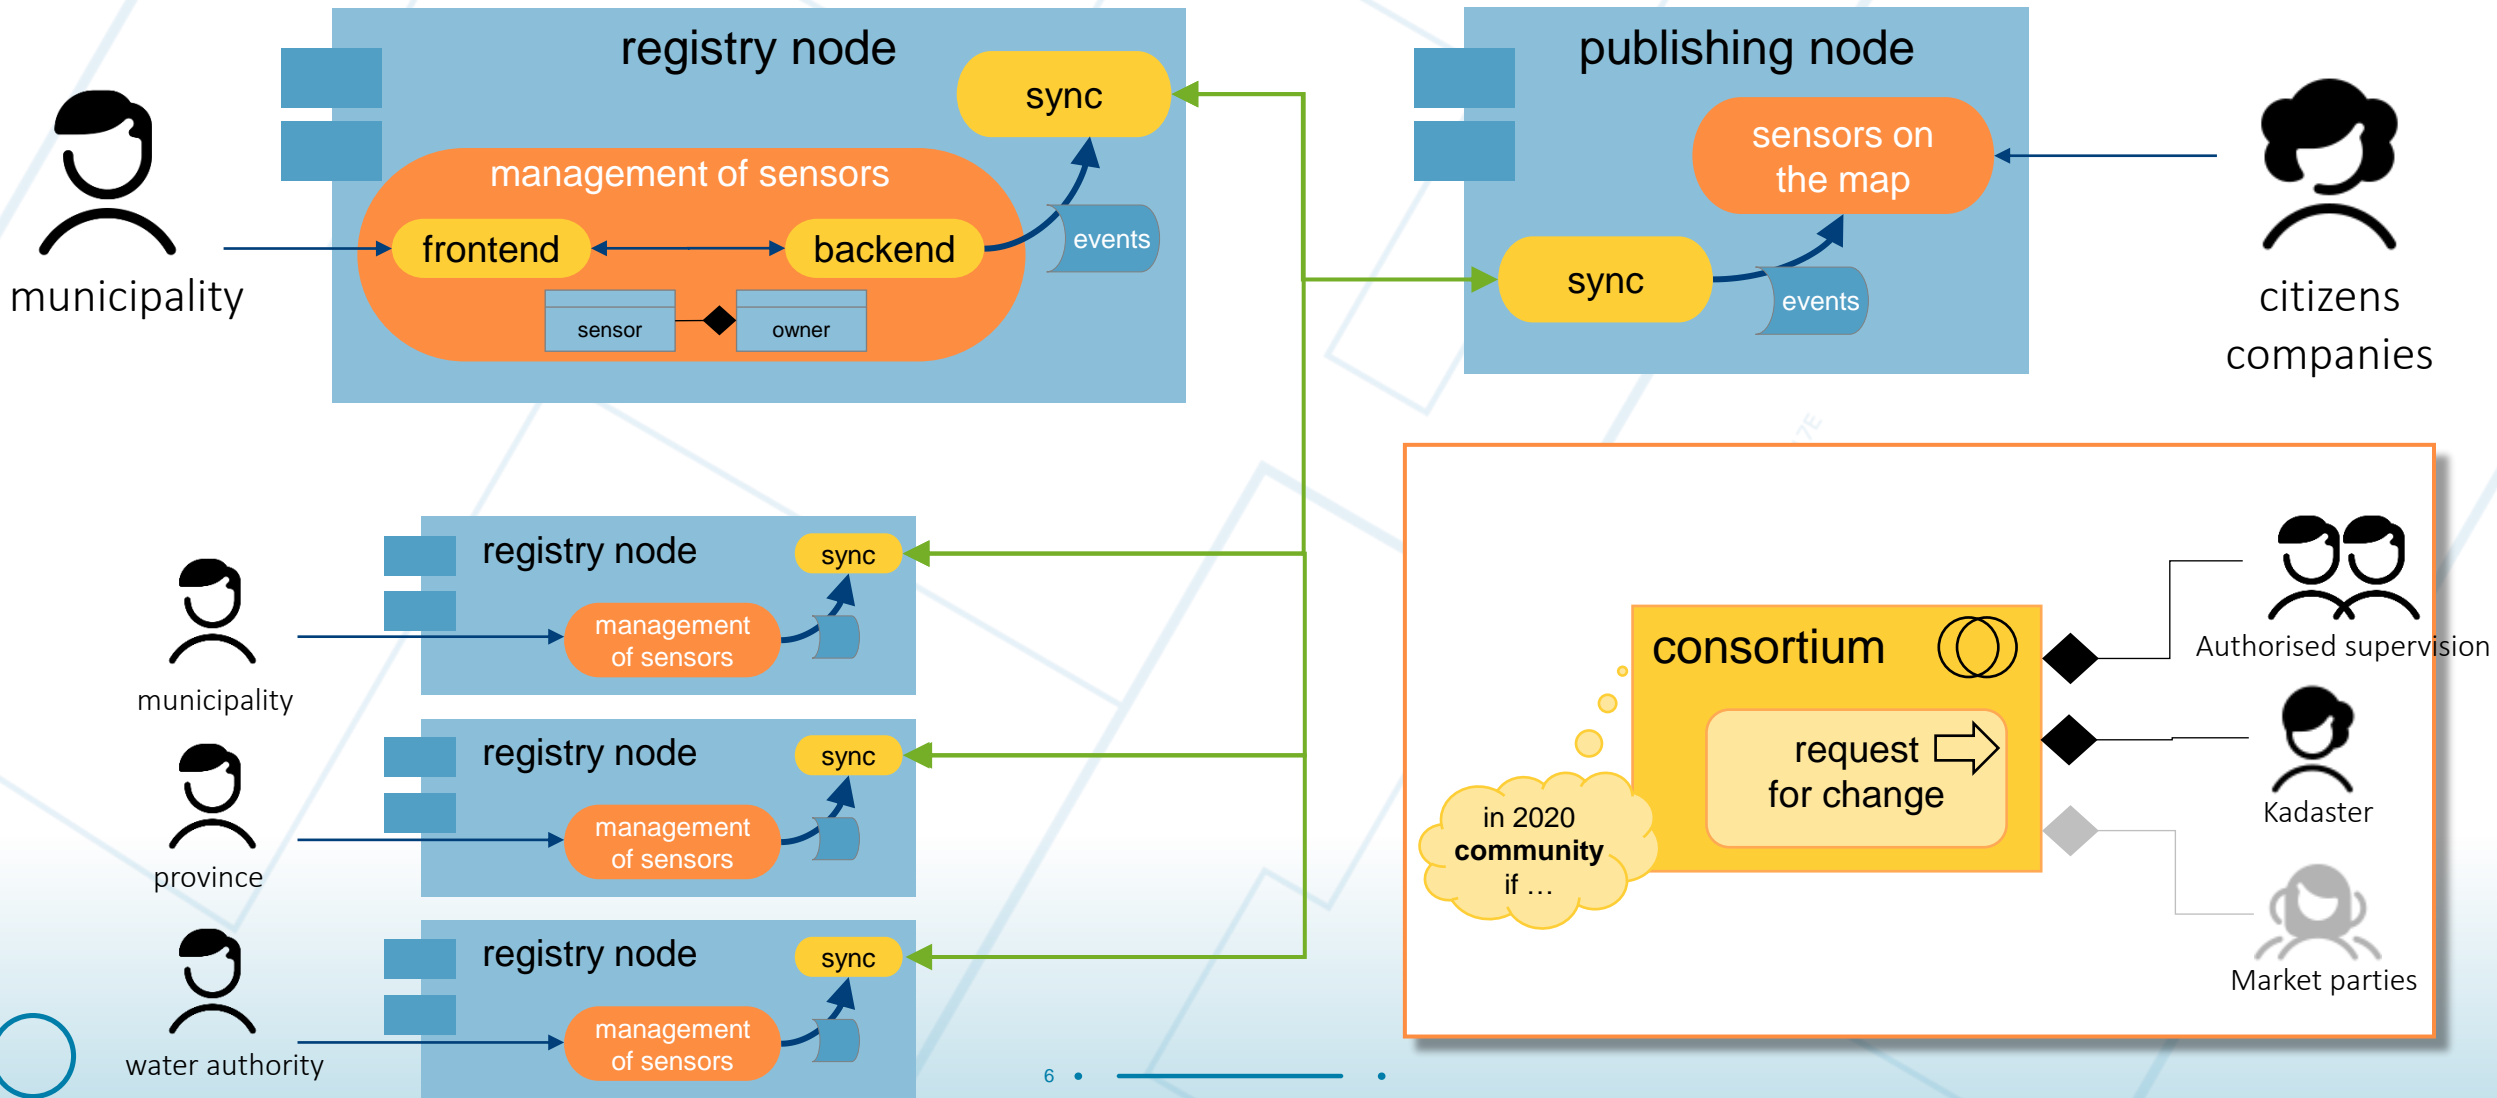 registry node
sync
management of sensors
frontend
backend
events
sensor
owner
municipality
publishing node
sensors on
the map
sync
events
citizens
companies
registry node
sync
management
of sensors
municipality
registry node
sync
management
of sensors
province
registry node
sync
management
of sensors
water authority
consortium
request
for change
in 2020
community
if …
Authorised supervision
Kadaster
Market parties
6